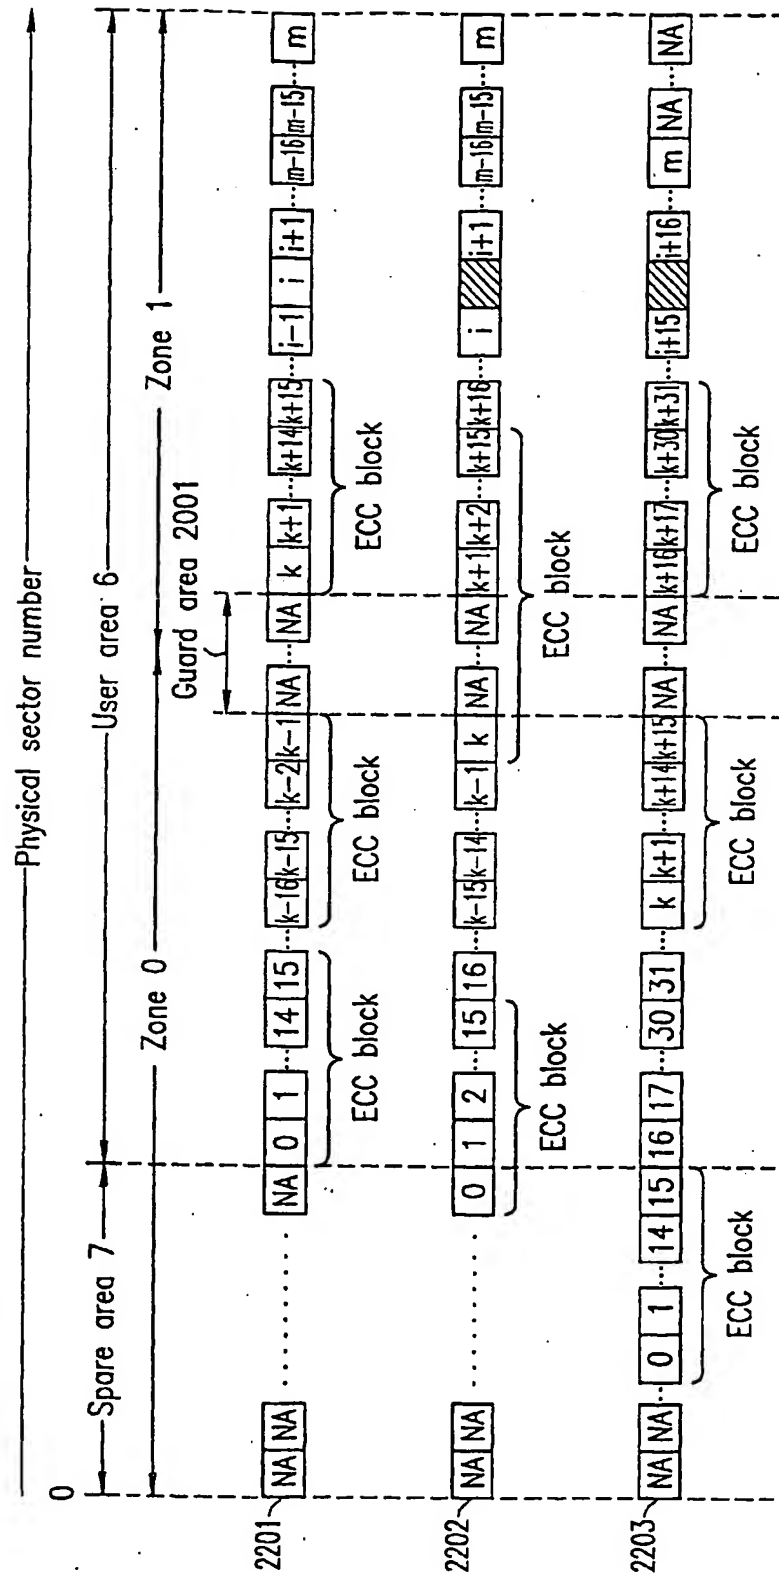 Physical sector number
0
Spare area 7
User area 6
Zone 0
Zone 1
Guard area 2001
2201
NA NA ........ NA 0 1 ... 14 15 ... k-16 k-15 ... k-2 k-1 NA ... NA k k+1 ... k+14 k+15 ... i-1 i i+1 ... m-16 m-15 ... m
ECC block
ECC block
ECC block
2202
NA NA ........ 0 1 2 ... 15 16 ... k-15 k-14 ... k-1 k NA ... NA k+1 k+2 ... k+15 k+16 ... i i+1 ... m-16 m-15 ... m
ECC block
ECC block
2203
NA NA ... 0 1 ... 14 15 16 17 ... 30 31 ... k k+1 ... k+14 k+15 NA ... NA k+16 k+17 ... k+30 k+31 ... i+15 i+16 ... m NA ... NA
ECC block
ECC block
ECC block